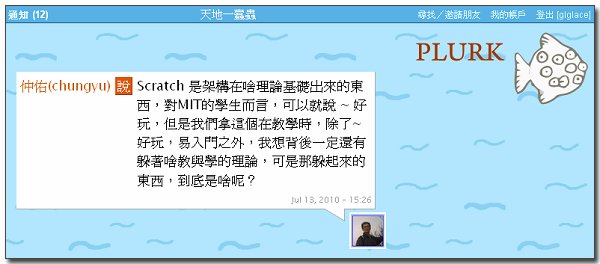 通知 (12) 天地一蠹蟲 尋找／邀請朋友 我的帳戶 登出 [giglace]
PLURK
仲佑(chungyu) 說 Scratch 是架構在啥理論基礎出來的東
西，對MIT的學生而言，可以就說 ~ 好
玩，但是我們拿這個在教學時，除了~
好玩，易入門之外，我想背後一定還有
躲著啥教與學的理論，可是那躲起來的
東西，到底是啥呢？
Jul 13, 2010 - 15:26